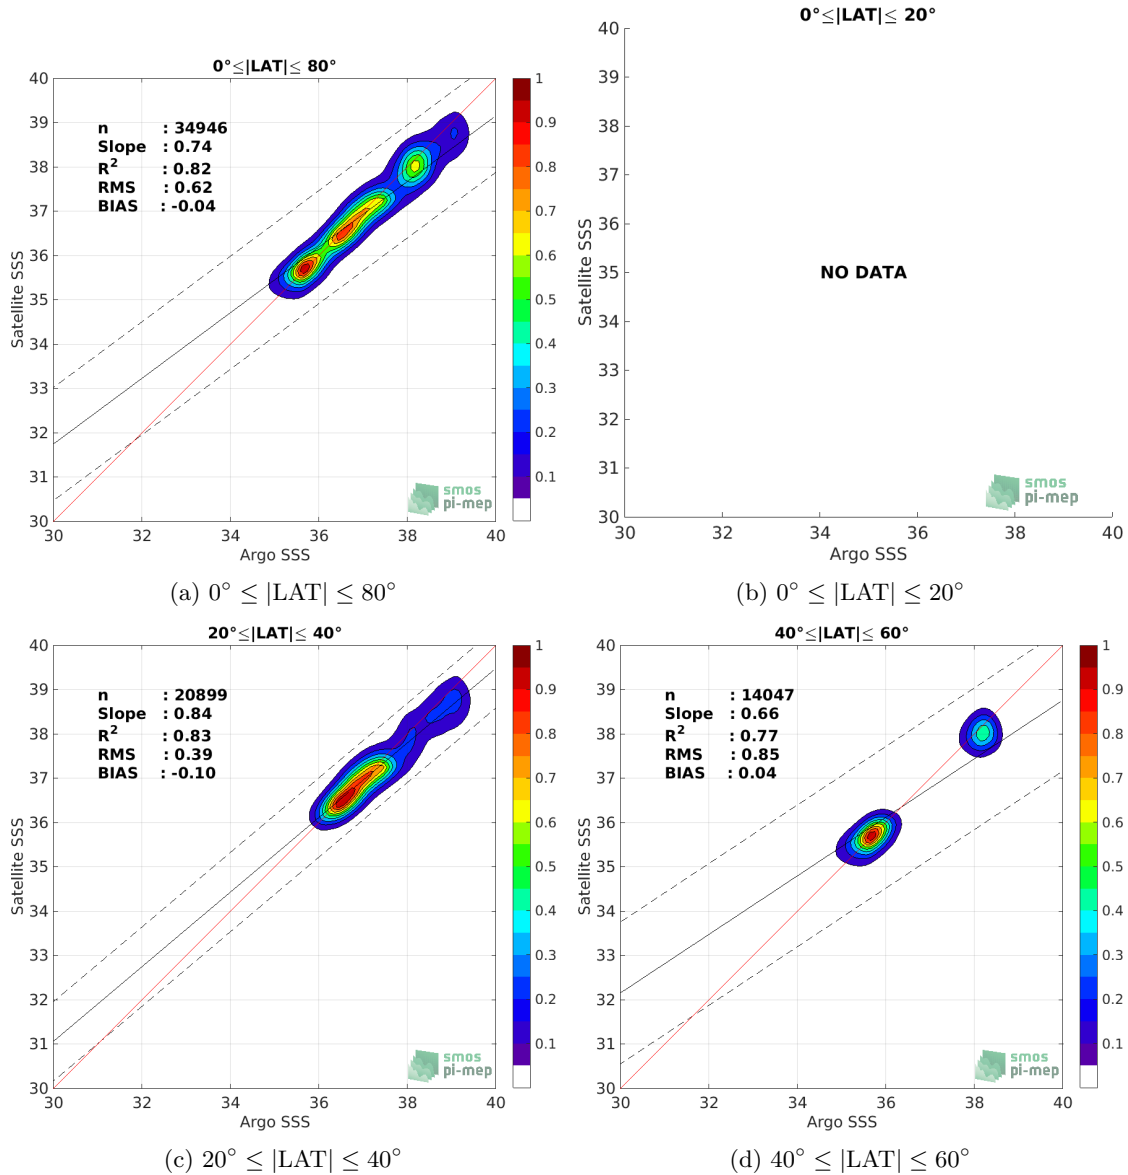 0°≤|LAT|≤ 80°
n : 34946
Slope : 0.74
R² : 0.82
RMS : 0.62
BIAS : -0.04
40
39
38
37
36
35
34
33
32
31
30
Satellite SSS
30 32 34 36 38 40
Argo SSS
1
0.9
0.8
0.7
0.6
0.5
0.4
0.3
0.2
0.1
smos
pi-mep
(a) 0° ≤ |LAT| ≤ 80°
0°≤|LAT|≤ 20°
40
39
38
37
36
35
34
33
32
31
30
Satellite SSS
NO DATA
smos
pi-mep
30 32 34 36 38 40
Argo SSS
(b) 0° ≤ |LAT| ≤ 20°
20°≤|LAT|≤ 40°
n : 20899
Slope : 0.84
R² : 0.83
RMS : 0.39
BIAS : -0.10
40
39
38
37
36
35
34
33
32
31
30
Satellite SSS
30 32 34 36 38 40
Argo SSS
1
0.9
0.8
0.7
0.6
0.5
0.4
0.3
0.2
0.1
smos
pi-mep
(c) 20° ≤ |LAT| ≤ 40°
40°≤|LAT|≤ 60°
n : 14047
Slope : 0.66
R² : 0.77
RMS : 0.85
BIAS : 0.04
40
39
38
37
36
35
34
33
32
31
30
Satellite SSS
30 32 34 36 38 40
Argo SSS
1
0.9
0.8
0.7
0.6
0.5
0.4
0.3
0.2
0.1
smos
pi-mep
(d) 40° ≤ |LAT| ≤ 60°